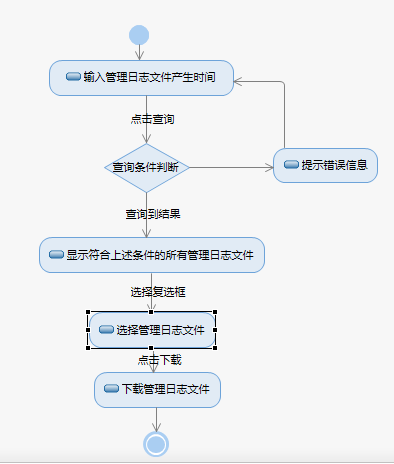 输入管理日志文件产生时间
点击查询
查询条件判断
提示错误信息
查询到结果
显示符合上述条件的所有管理日志文件
选择复选框
选择管理日志文件
点击下载
下载管理日志文件